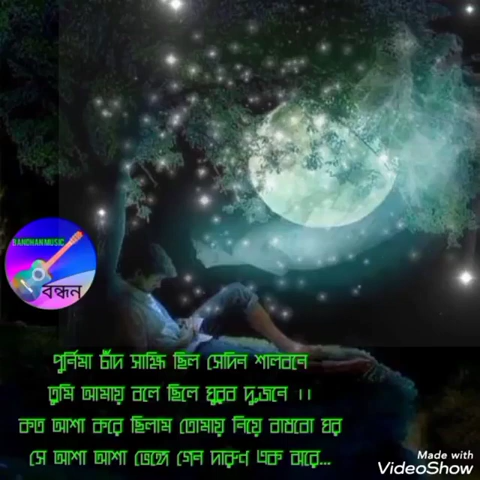 BANDHAN MUSIC
বন্ধন
পুর্নিমা চাঁদ সাক্ষি ছিল সেদিন শালবনে
তুমি আমায় বলে ছিলে ঘুরব দু,জনে ।।
কত আশা করে ছিলাম তোমায় নিয়ে বাধবো ঘর
সে আশা আশা ভেঙ্গে গেল দারুণ এক ঝরে...
Made with
VideoShow